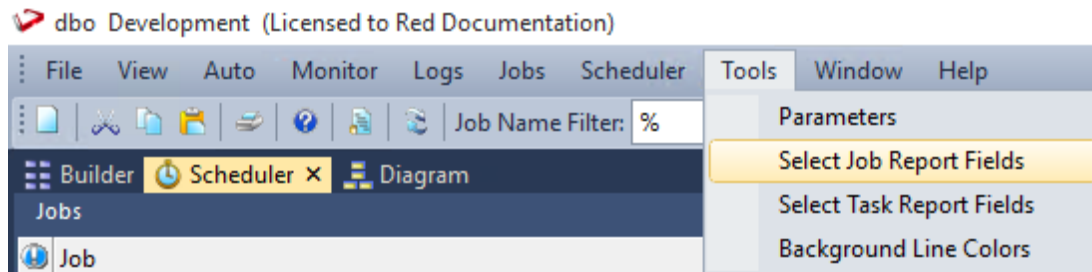 dbo Development (Licensed to Red Documentation)
File View Auto Monitor Logs Jobs Scheduler Tools Window Help
Job Name Filter: %
Parameters
Select Job Report Fields
Select Task Report Fields
Background Line Colors
Builder Scheduler × Diagram
Jobs
Job